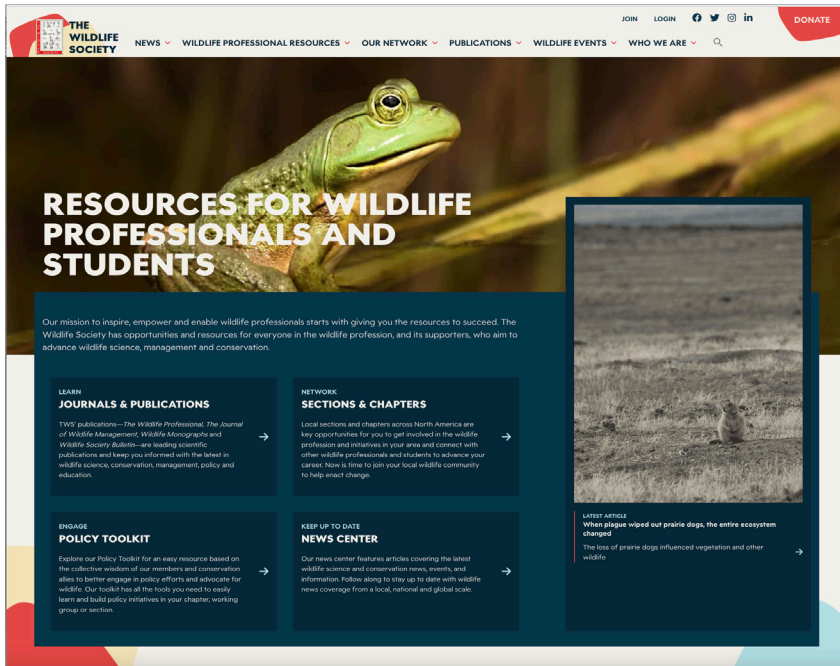 THE
WILDLIFE
SOCIETY
JOIN LOGIN
DONATE
NEWS WILDLIFE PROFESSIONAL RESOURCES OUR NETWORK PUBLICATIONS WILDLIFE EVENTS WHO WE ARE
RESOURCES FOR WILDLIFE
PROFESSIONALS AND
STUDENTS
Our mission to inspire, empower and enable wildlife professionals starts with giving you the resources to succeed. The
Wildlife Society has opportunities and resources for everyone in the wildlife profession, and its supporters, who aim to
advance wildlife science, management and conservation.
LEARN
JOURNALS & PUBLICATIONS
TWS' publications—The Wildlife Professional, The Journal
of Wildlife Management, Wildlife Monographs and
Wildlife Society Bulletin—are leading scientific
publications and keep you informed with the latest in
wildlife science, conservation, management, policy and
education.
NETWORK
SECTIONS & CHAPTERS
Local sections and chapters across North America are
key opportunities for you to get involved in the wildlife
profession and initiatives in your area and connect with
other wildlife professionals and students to advance your
career. Now is time to join your local wildlife community
to help enact change.
ENGAGE
POLICY TOOLKIT
Explore our Policy Toolkit for an easy resource based on
the collective wisdom of our members and conservation
allies to better engage in policy efforts and advocate for
wildlife. Our toolkit has all the tools you need to easily
learn and build policy initiatives in your chapter, working
group or section.
KEEP UP TO DATE
NEWS CENTER
Our news center features articles covering the latest
wildlife science and conservation news, events, and
information. Follow along to stay up to date with wildlife
news coverage from a local, national and global scale.
LATEST ARTICLE
When plague wiped out prairie dogs, the entire ecosystem
changed
The loss of prairie dogs influenced vegetation and other
wildlife